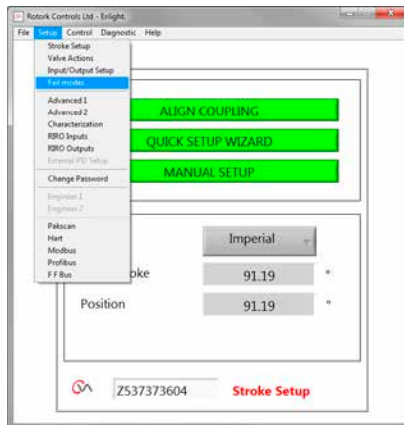 Rotork Controls Ltd - Enlight.
File Setup Control Diagnostic Help
Stroke Setup
Valve Actions
Input/Output Setup
Fail modes
Advanced 1
Advanced 2
Characterization
RIRO Inputs
RIRO Outputs
External PID Setup
Change Password
Engineer 1
Engineer 2
Pakscan
Hart
Modbus
Profibus
F F Bus
ALIGN COUPLING
QUICK SETUP WIZARD
MANUAL SETUP
Imperial
oke 91.19 °
Position 91.19 °
Z537373604 Stroke Setup